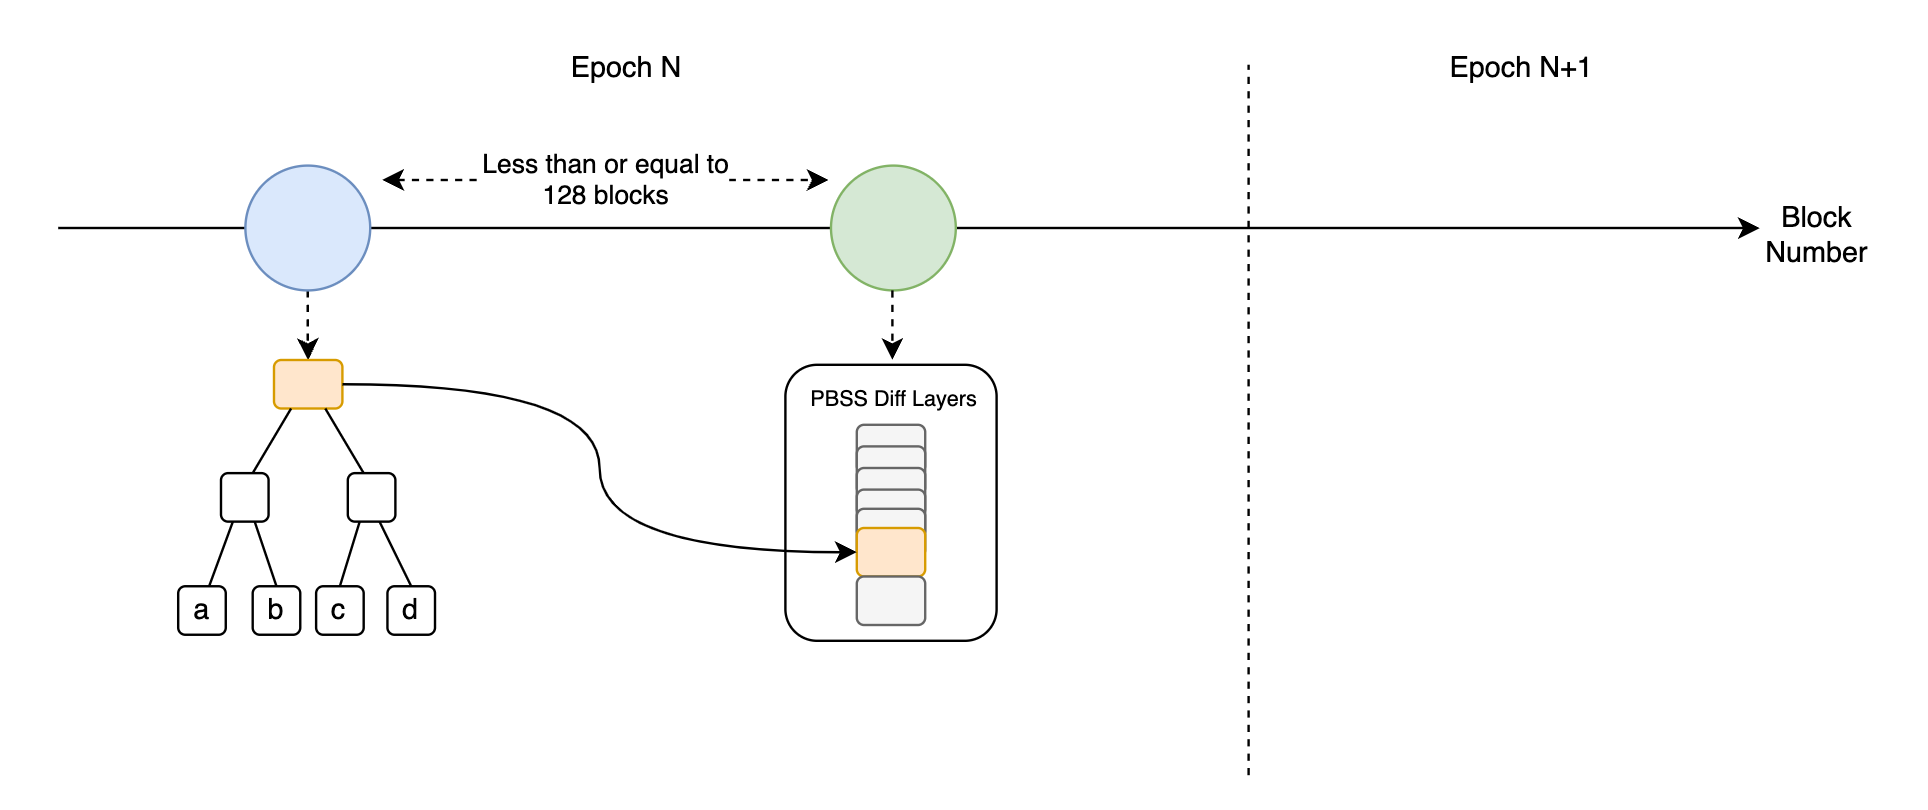 Epoch N
Epoch N+1
Less than or equal to
128 blocks
Block
Number
PBSS Diff Layers
a
b
c
d